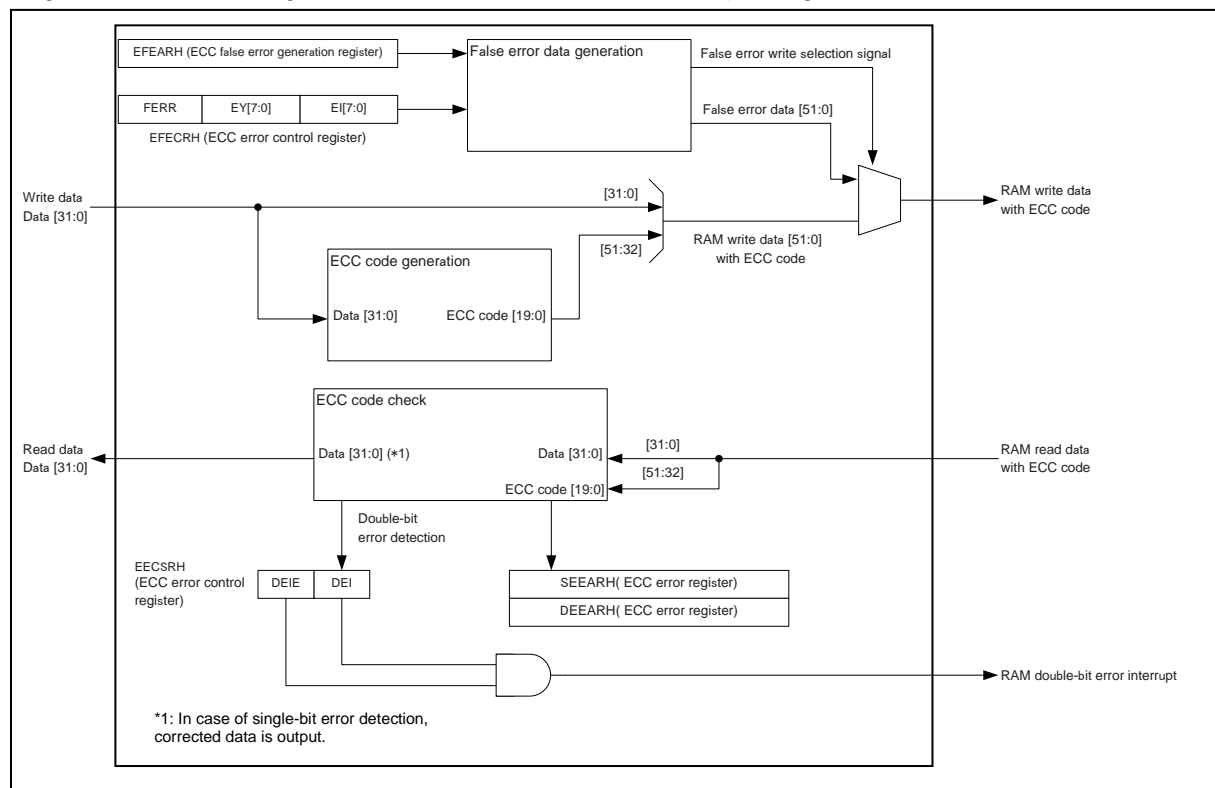 EFEARH (ECC false error generation register)
False error data generation
False error write selection signal
FERR
EY[7:0]
EI[7:0]
False error data [51:0]
EFECRH (ECC error control register)
Write data
Data [31:0]
[31:0]
RAM write data
with ECC code
[51:32]
RAM write data [51:0]
with ECC code
ECC code generation
Data [31:0]
ECC code [19:0]
ECC code check
Read data
Data [31:0]
Data [31:0] (*1)
Data [31:0]
[31:0]
[51:32]
ECC code [19:0]
RAM read data
with ECC code
Double-bit
error detection
EECSRH
(ECC error control
register)
DEIE
DEI
SEEARH( ECC error register)
DEEARH( ECC error register)
RAM double-bit error interrupt
*1: In case of single-bit error detection,
corrected data is output.